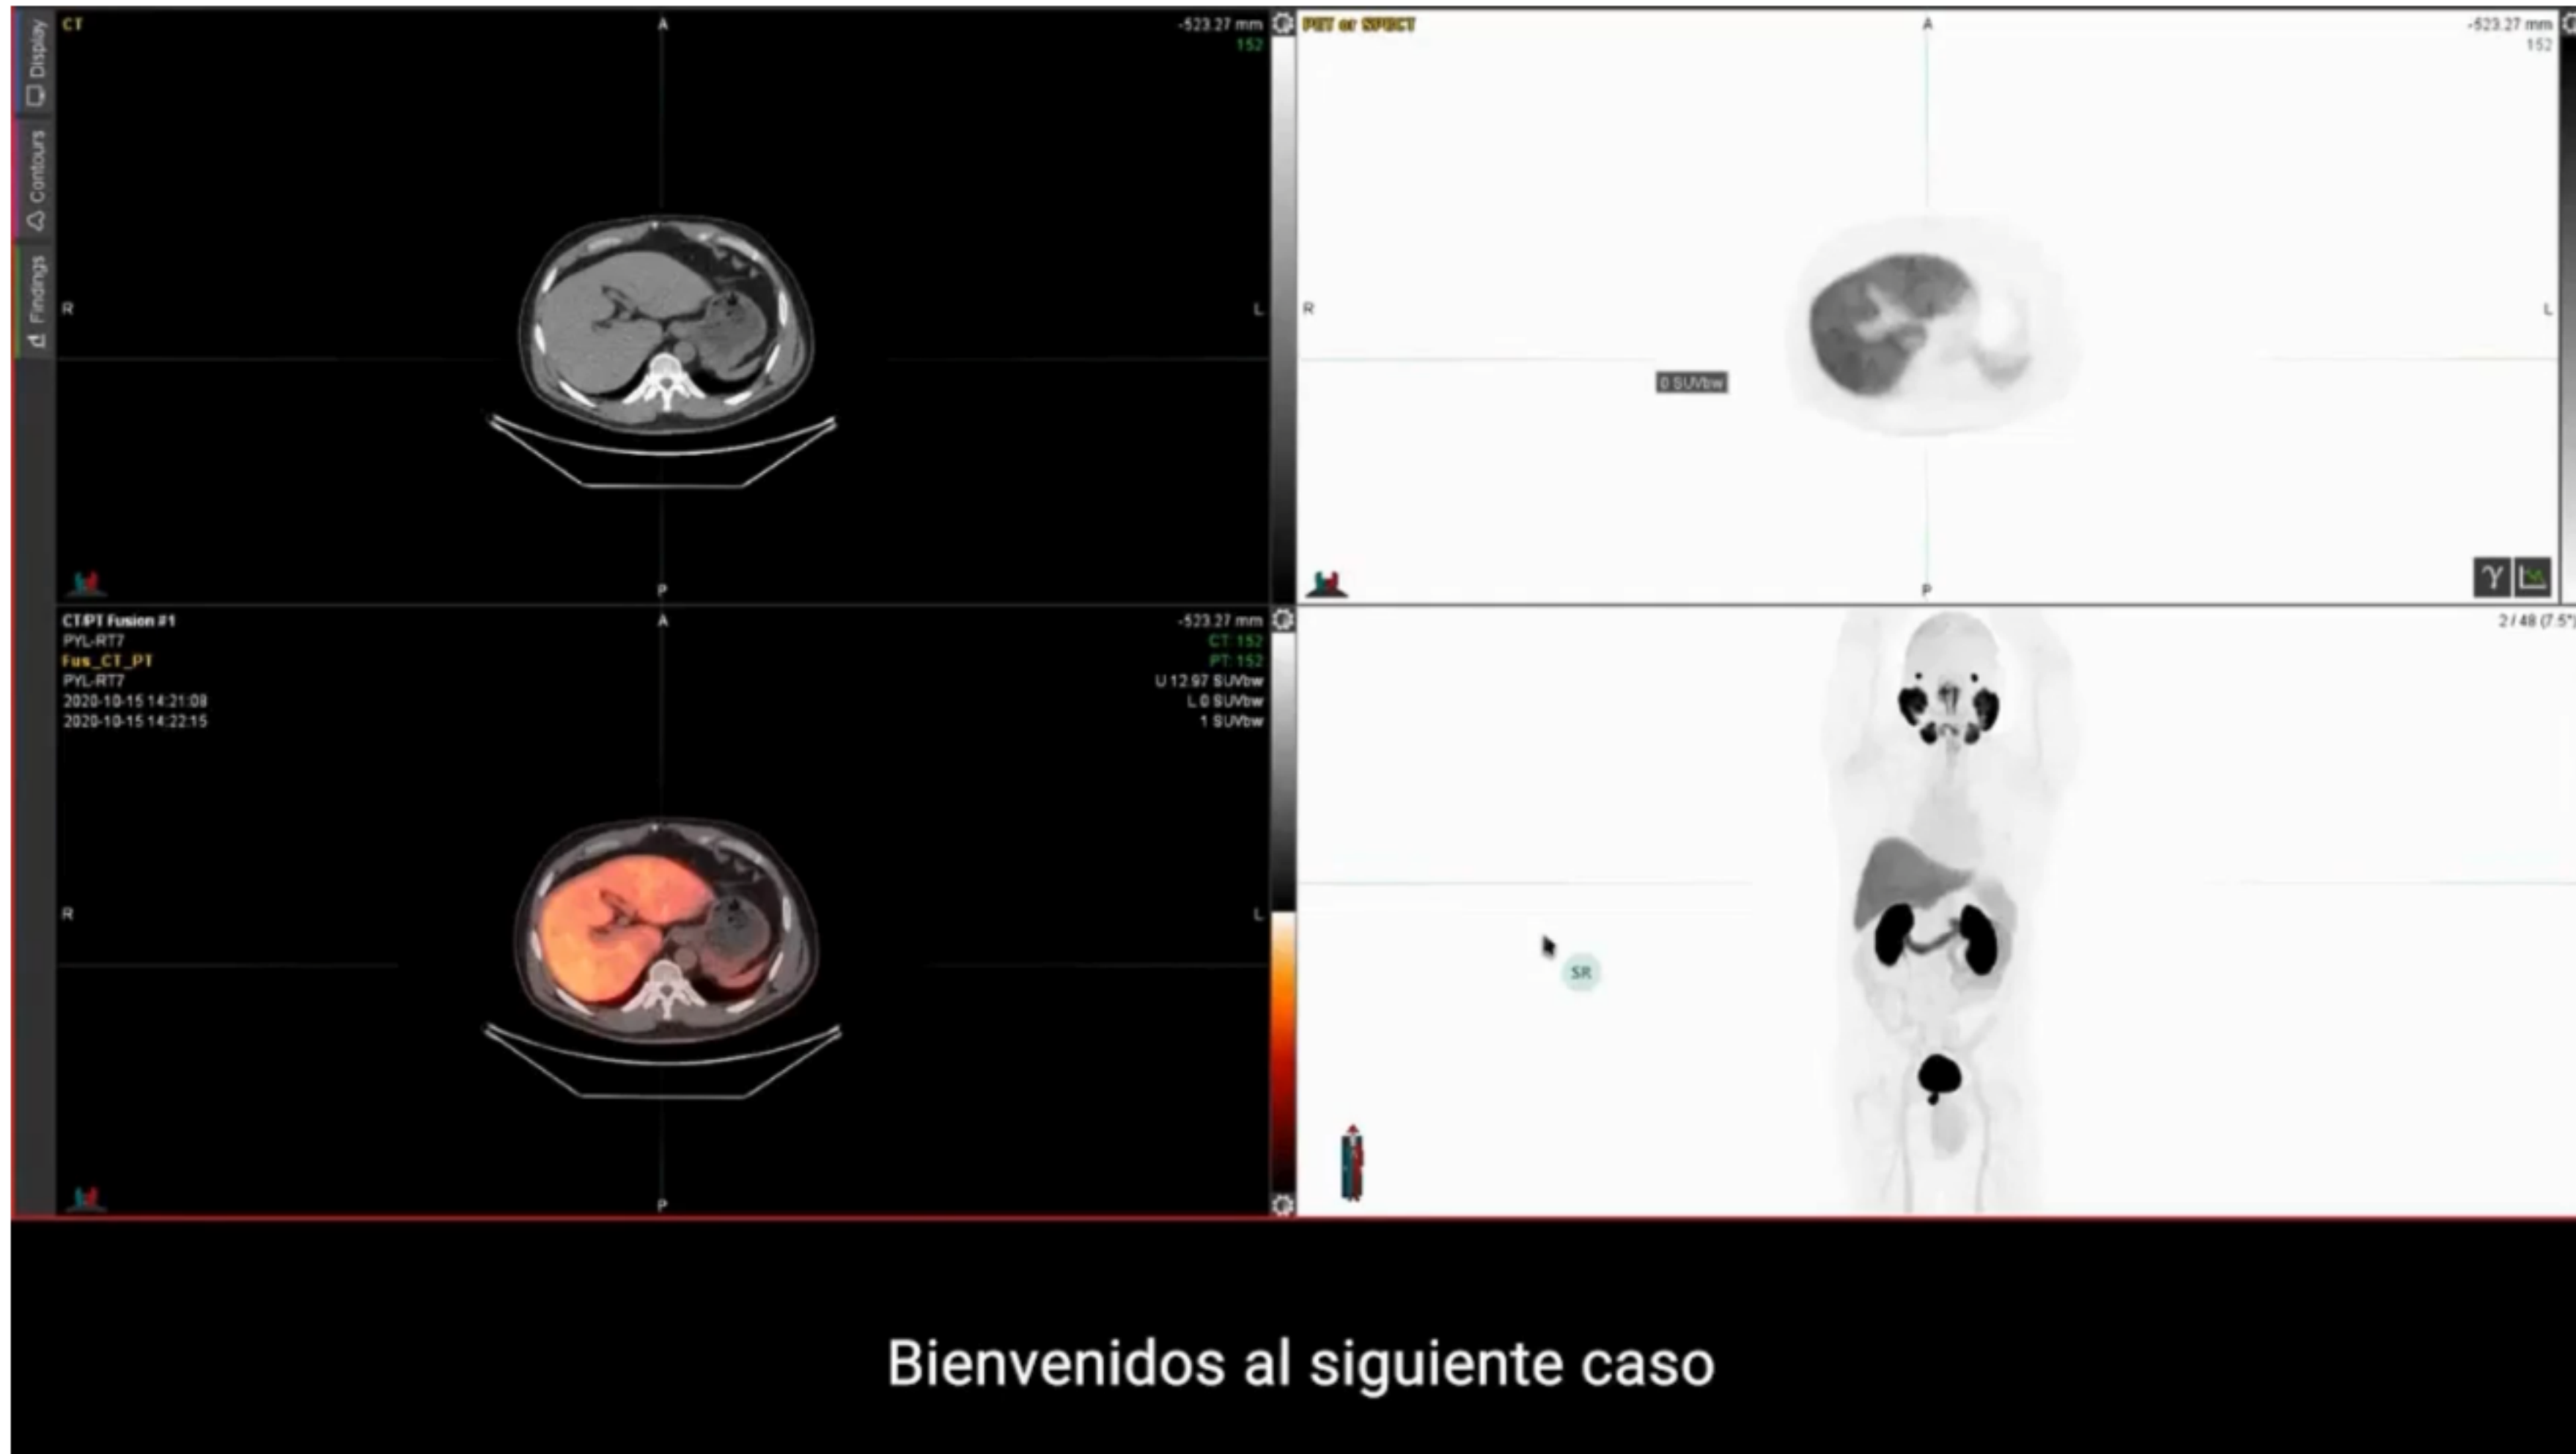 Display
Contours
Findings
CT
A
-523.27 mm
152
R
L
P
PET or SPECT
A
-523.27 mm
152
R
L
0 SUVbw
γ
P
CT/PT Fusion #1
PYL-RT7
Fus_CT_PT
PYL-RT7
2020-10-15 14:21:08
2020-10-15 14:22:15
A
-523.27 mm
CT: 152
PT: 152
U 12.97 SUVbw
L 0 SUVbw
1 SUVbw
R
L
P
2 / 48 (7.5°)
SR
Bienvenidos al siguiente caso